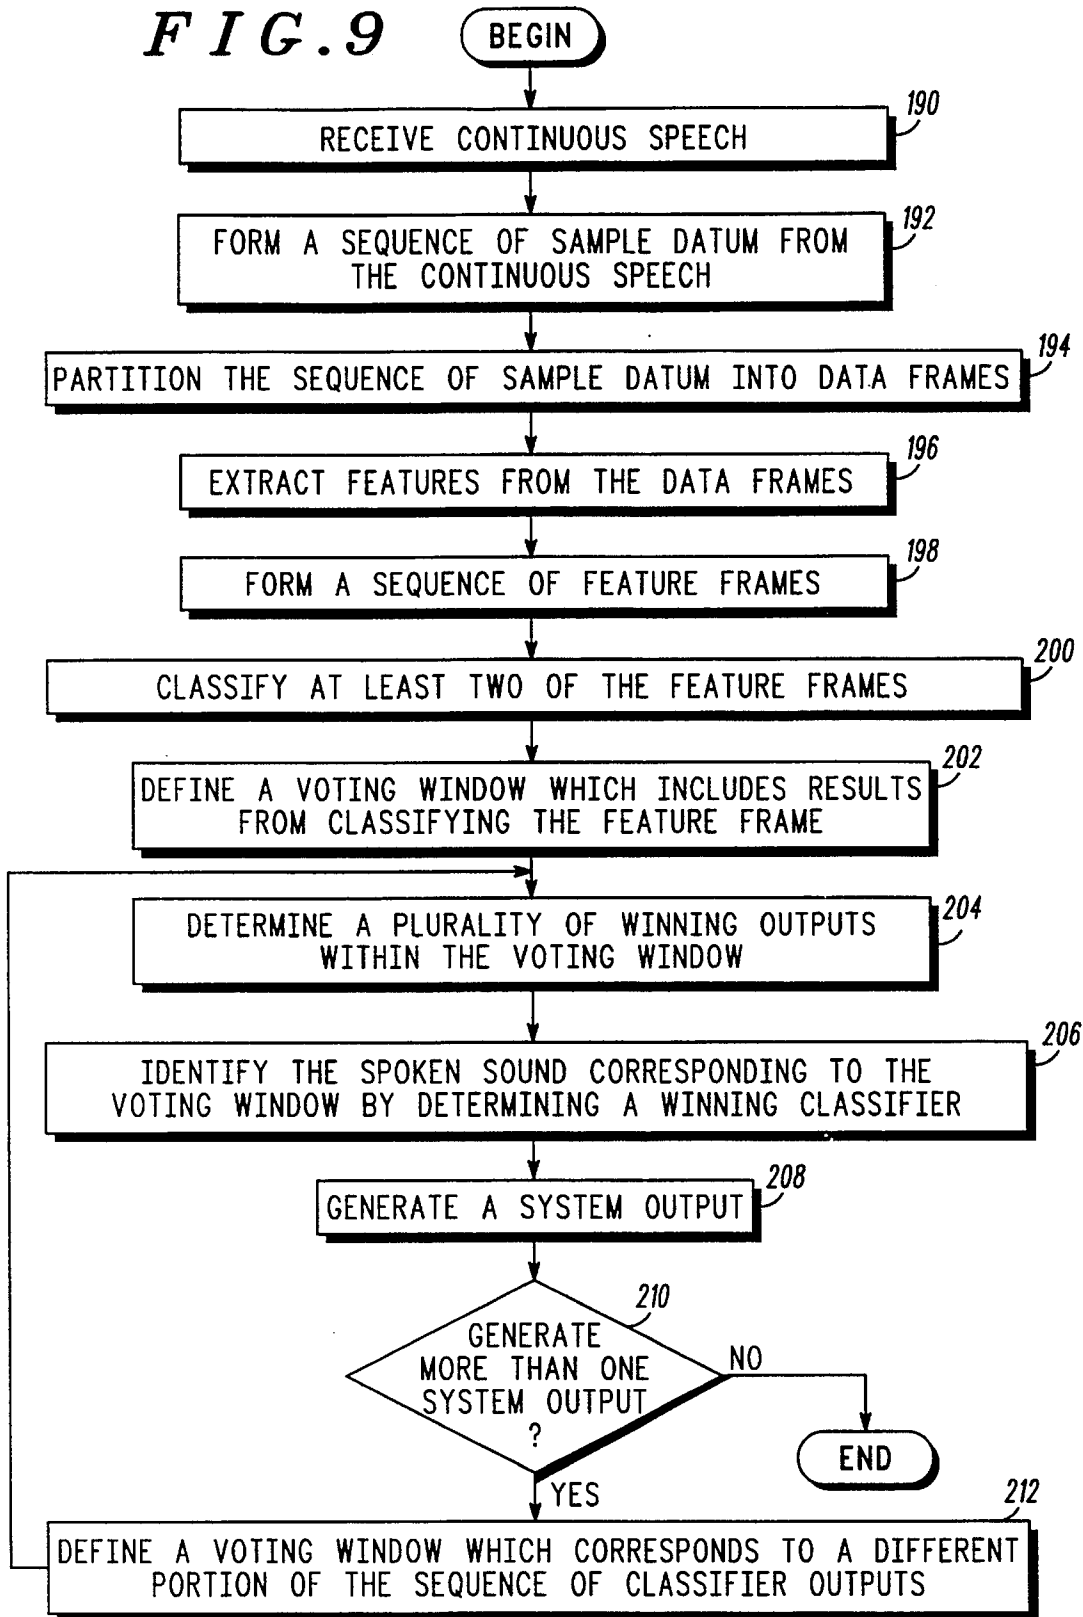 FIG.9
BEGIN
190
RECEIVE CONTINUOUS SPEECH
192
FORM A SEQUENCE OF SAMPLE DATUM FROM
THE CONTINUOUS SPEECH
194
PARTITION THE SEQUENCE OF SAMPLE DATUM INTO DATA FRAMES
196
EXTRACT FEATURES FROM THE DATA FRAMES
198
FORM A SEQUENCE OF FEATURE FRAMES
200
CLASSIFY AT LEAST TWO OF THE FEATURE FRAMES
202
DEFINE A VOTING WINDOW WHICH INCLUDES RESULTS
FROM CLASSIFYING THE FEATURE FRAME
204
DETERMINE A PLURALITY OF WINNING OUTPUTS
WITHIN THE VOTING WINDOW
206
IDENTIFY THE SPOKEN SOUND CORRESPONDING TO THE
VOTING WINDOW BY DETERMINING A WINNING CLASSIFIER
208
GENERATE A SYSTEM OUTPUT
210
GENERATE
MORE THAN ONE
SYSTEM OUTPUT
?
NO
END
YES
212
DEFINE A VOTING WINDOW WHICH CORRESPONDS TO A DIFFERENT
PORTION OF THE SEQUENCE OF CLASSIFIER OUTPUTS